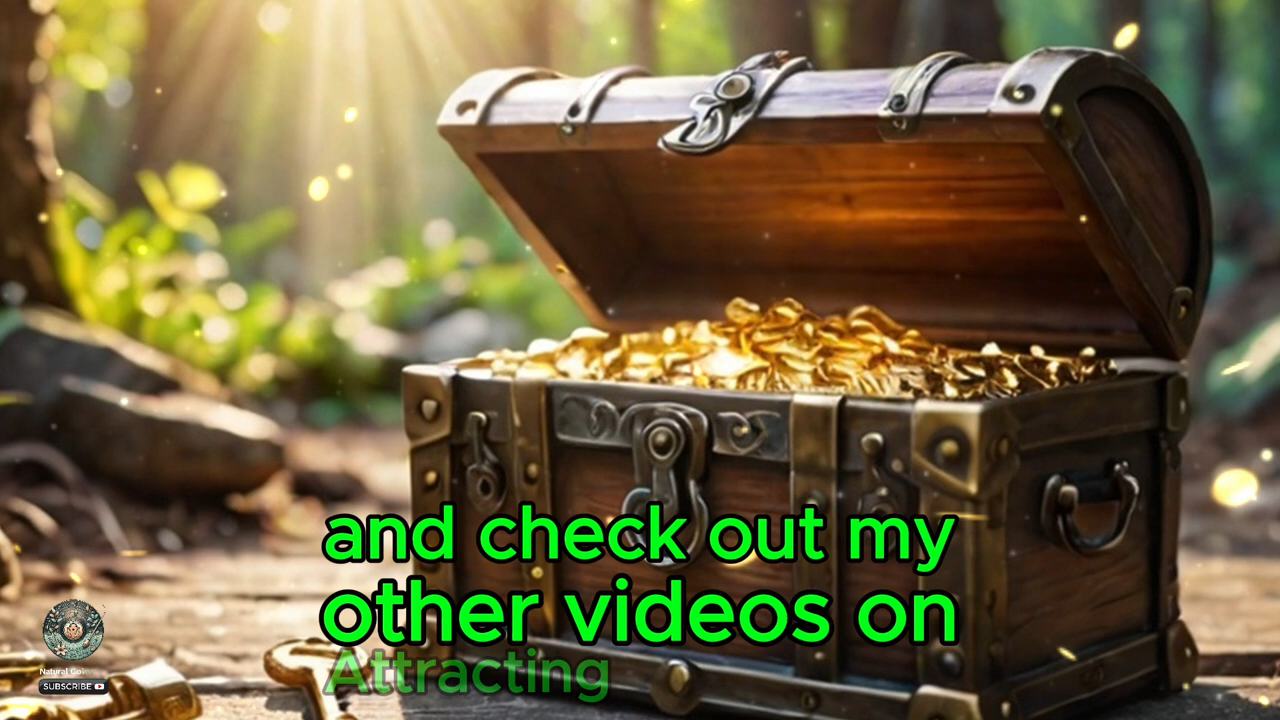 and check out my
other videos on
Attracting
SUBSCRIBE